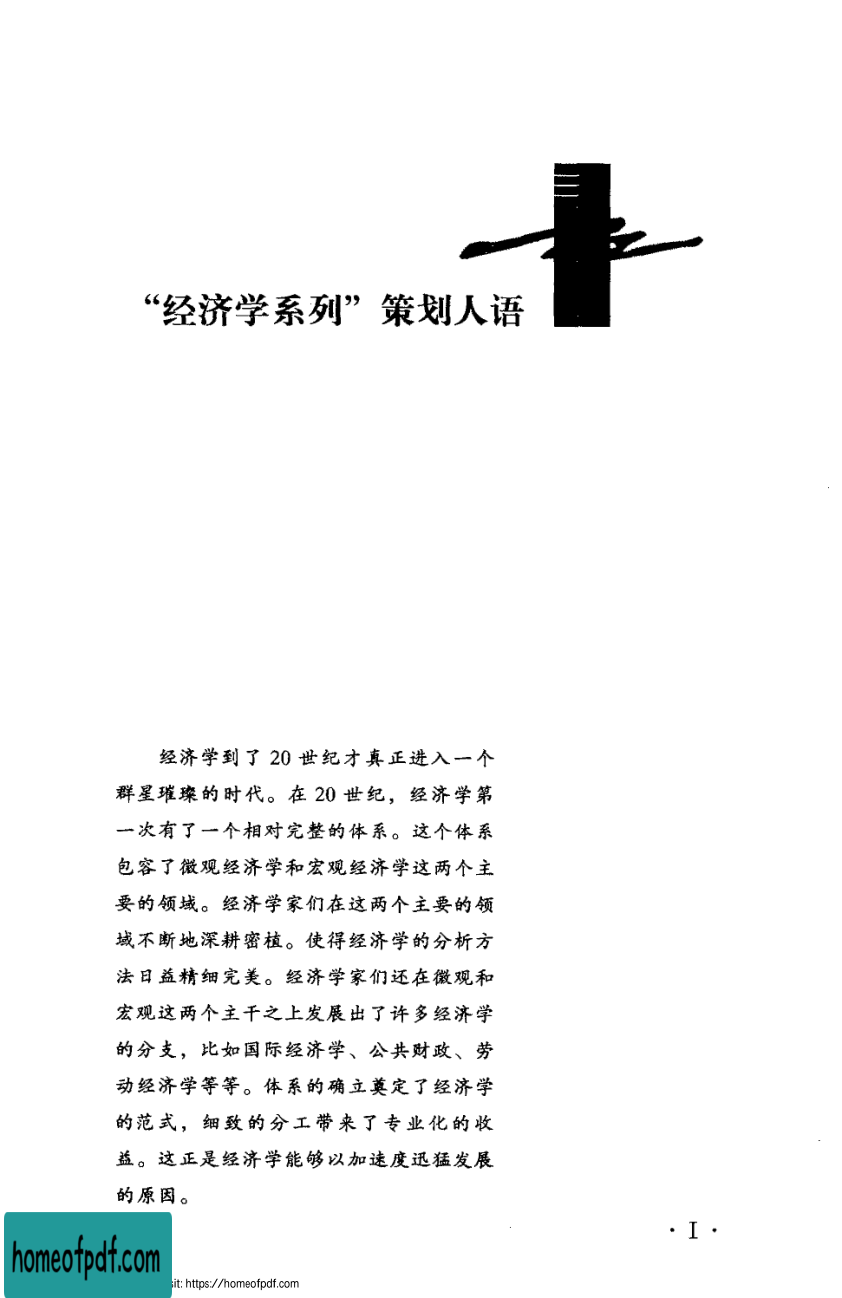 “经济学系列”策划人语
经济学到了 20 世纪才真正进入一个
群星璀璨的时代。在 20 世纪，经济学第
一次有了一个相对完整的体系。这个体系
包容了微观经济学和宏观经济学这两个主
要的领域。经济学家们在这两个主要的领
域不断地深耕密植。使得经济学的分析方
法日益精细完美。经济学家们还在微观和
宏观这两个主干之上发展出了许多经济学
的分支，比如国际经济学、公共财政、劳
动经济学等等。体系的确立奠定了经济学
的范式，细致的分工带来了专业化的收
益。这正是经济学能够以加速度迅猛发展
的原因。
· I ·
homeofpdf.com
sit: https://homeofpdf.com